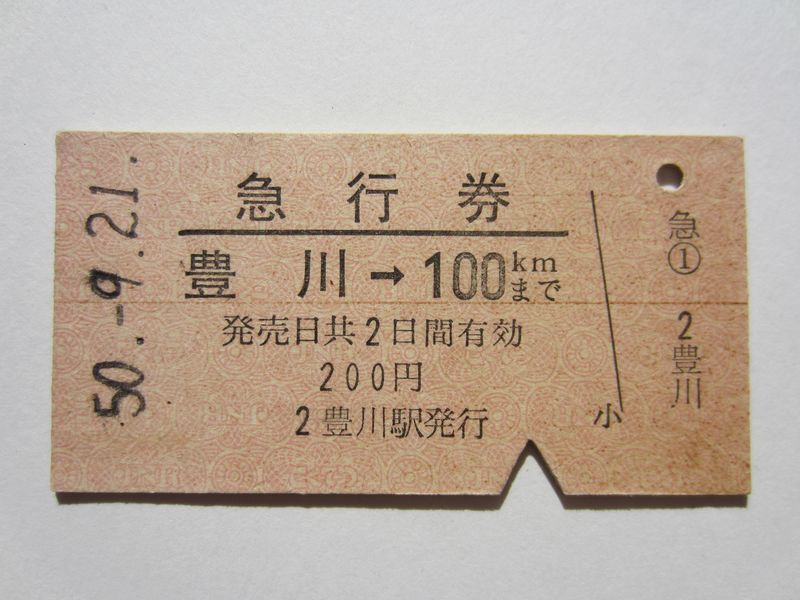 50.-9.21.
急行券
豊川→100kmまで
発売日共2日間有効
200円
2豊川駅発行
小
急①
2豊川